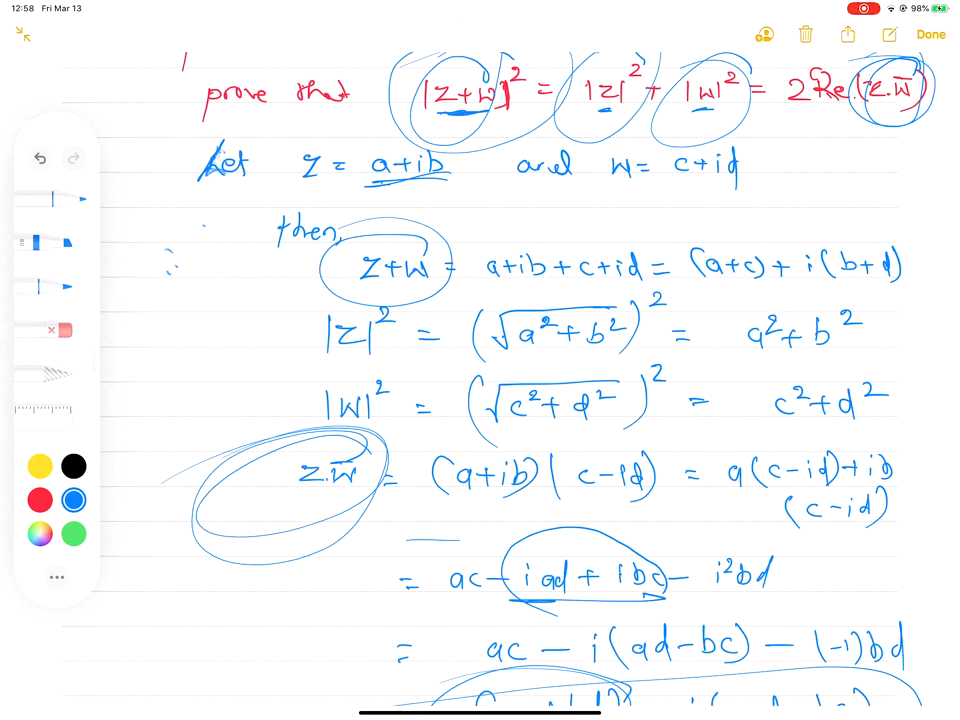 12:58 Fri Mar 13
98%
Done
prove that |z+w|² = |z|² + |w|² = 2 Re.(z.w̅)
Let z = a+ib and w = c+id
then,
∴ z+w = a+ib+c+id = (a+c)+i(b+d)
|z|² = (√a²+b²)² = a²+b²
|w|² = (√c²+d²)² = c²+d²
z.w̅ = (a+ib)(c-id) = a(c-id)+ib
(c-id)
= ac-iad+ibc-i²bd
= ac-i(ad-bc)-(-1)bd